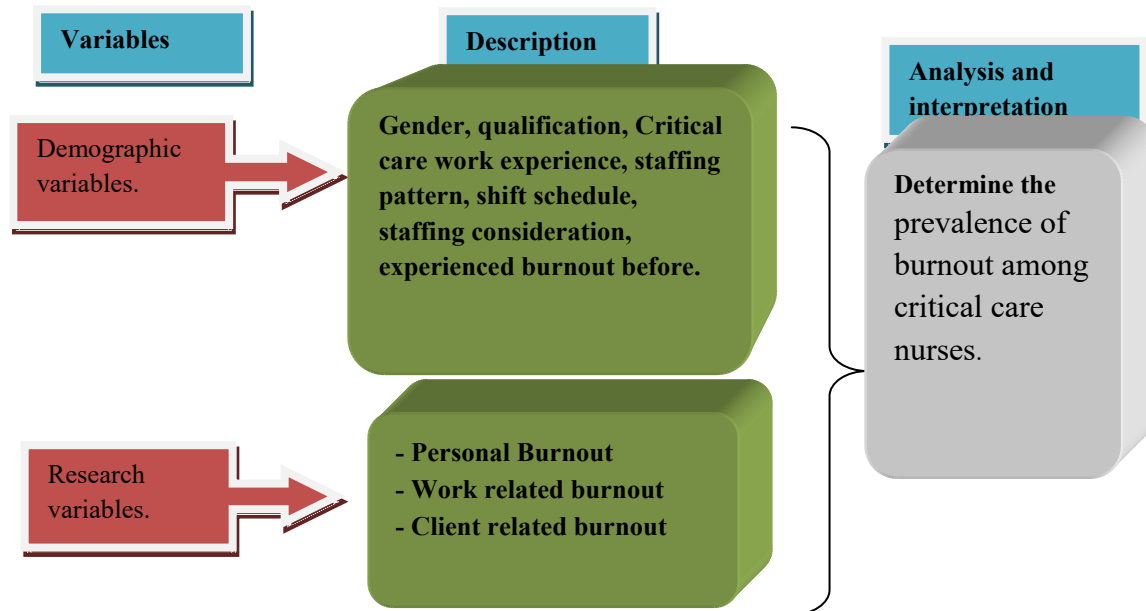 Variables
Description
Analysis and
interpretation
Demographic
variables.
Gender, qualification, Critical
care work experience, staffing
pattern, shift schedule,
staffing consideration,
experienced burnout before.
Determine the
prevalence of
burnout among
critical care
nurses.
Research
variables.
- Personal Burnout
- Work related burnout
- Client related burnout